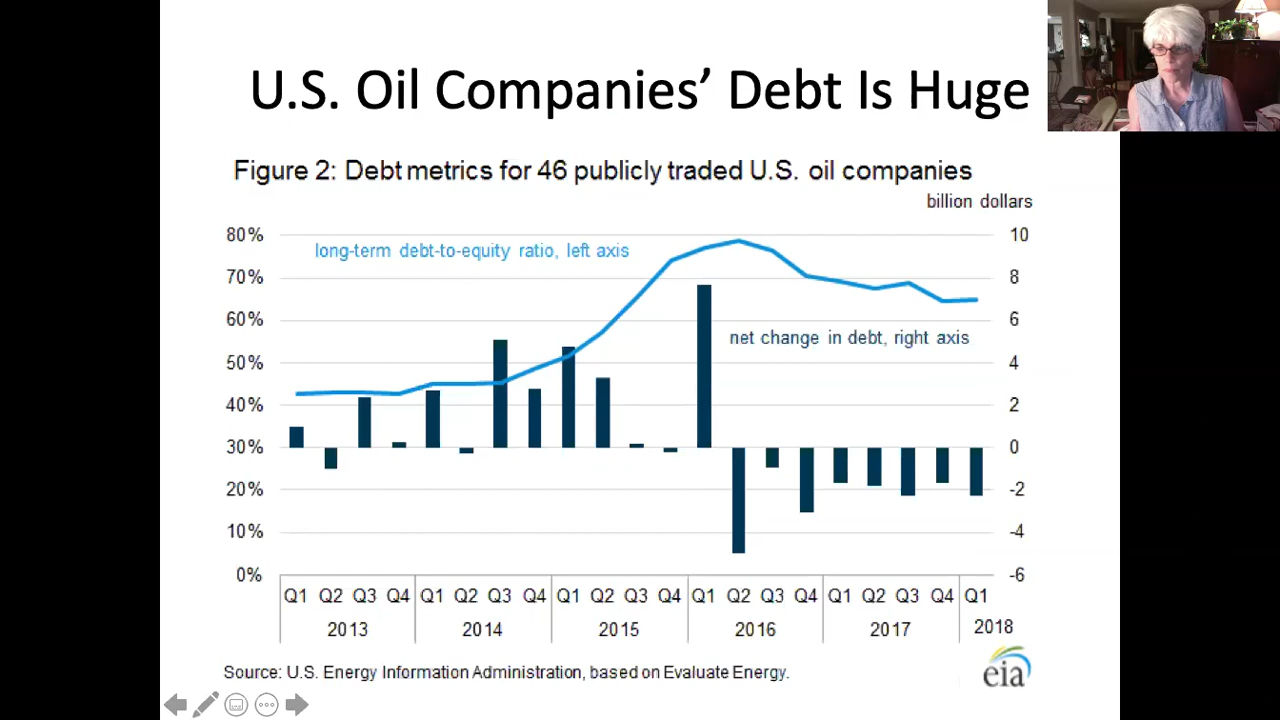 U.S. Oil Companies' Debt Is Huge
Figure 2: Debt metrics for 46 publicly traded U.S. oil companies
billion dollars
80% 10
long-term debt-to-equity ratio, left axis
70% 8
60% 6
net change in debt, right axis
50% 4
40% 2
30% 0
20% -2
10% -4
0% -6
Q1 Q2 Q3 Q4 Q1 Q2 Q3 Q4 Q1 Q2 Q3 Q4 Q1 Q2 Q3 Q4 Q1 Q2 Q3 Q4 Q1
2013 2014 2015 2016 2017 2018
Source: U.S. Energy Information Administration, based on Evaluate Energy.
eia